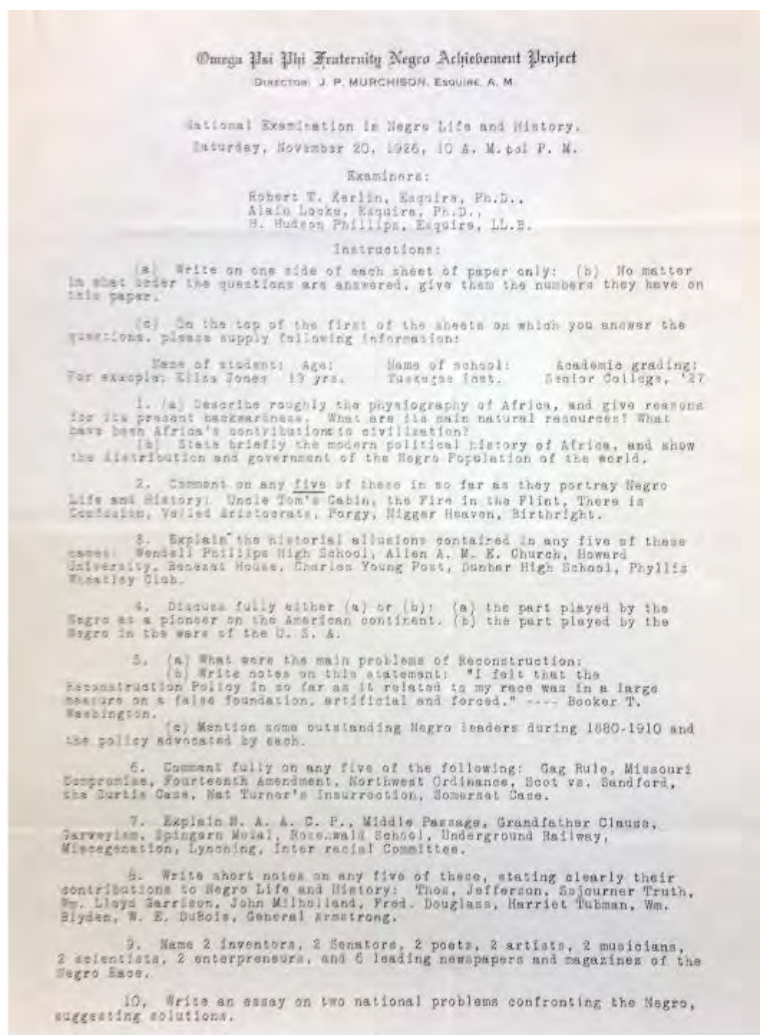 Omega Psi Phi Fraternity Negro Achievement Project
DIRECTOR J. P. MURCHISON, ESQUIRE, A. M.
National Examination in Negro Life and History.
Saturday, November 20, 1926, 10 A. M. to 1 P. M.
Examiners:
Robert T. Kerlin, Esquire, Ph.D.,
Alain Locke, Esquire, Ph.D.,
H. Hudson Phillips, Esquire, LL.B.
Instructions:
(a) Write on one side of each sheet of paper only: (b) No matter
in what order the questions are answered, give them the numbers they have on
this paper.
(c) On the top of the first of the sheets on which you answer the
questions, please supply following information:
Name of student: Age: Name of school: Academic grading:
For example: Eliza Jones 19 yrs. Tuskegee Inst. Senior College, '27
1. (a) Describe roughly the physiography of Africa, and give reasons
for its present backwardness. What are its main natural resources? What
have been Africa's contributions to civilization?
(b) State briefly the modern political history of Africa, and show
the distribution and government of the Negro Population of the world.
2. Comment on any five of these in so far as they portray Negro
Life and History: Uncle Tom's Cabin, the Fire in the Flint, There is
Confusion, Veiled Aristocrats, Porgy, Nigger Heaven, Birthright.
3. Explain the historial allusions contained in any five of these
names: Wendell Phillips High School, Allen A. M. E. Church, Howard
University, Benezet House, Charles Young Post, Dunbar High School, Phyllis
Wheatley Club.
4. Discuss fully either (a) or (b): (a) the part played by the
Negro as a pioneer on the American continent. (b) the part played by the
Negro in the wars of the U. S. A.
5. (a) What were the main problems of Reconstruction:
(b) Write notes on this statement: "I felt that the
Reconstruction Policy in so far as it related to my race was in a large
measure on a false foundation, artificial and forced." ---- Booker T.
Washington.
(c) Mention some outstanding Negro leaders during 1880-1910 and
the policy advocated by each.
6. Comment fully on any five of the following: Gag Rule, Missouri
Compromise, Fourteenth Amendment, Northwest Ordinance, Scot vs. Sandford,
the Curtis Case, Nat Turner's Insurrection, Somerset Case.
7. Explain N. A. A. C. P., Middle Passage, Grandfather Clause,
Garveyism, Spingarn Medal, Rosenwald School, Underground Railway,
Miscegenation, Lynching, Inter racial Committee.
8. Write short notes on any five of these, stating clearly their
contributions to Negro Life and History: Thos. Jefferson, Sojourner Truth,
Wm. Lloyd Garrison, John Milholland, Fred. Douglass, Harriet Tubman, Wm.
Blyden, W. E. DuBois, General Armstrong.
9. Name 2 inventors, 2 Senators, 2 poets, 2 artists, 2 musicians,
2 scientists, 2 enterpreneurs, and 6 leading newspapers and magazines of the
Negro Race.
10. Write an essay on two national problems confronting the Negro,
suggesting solutions.